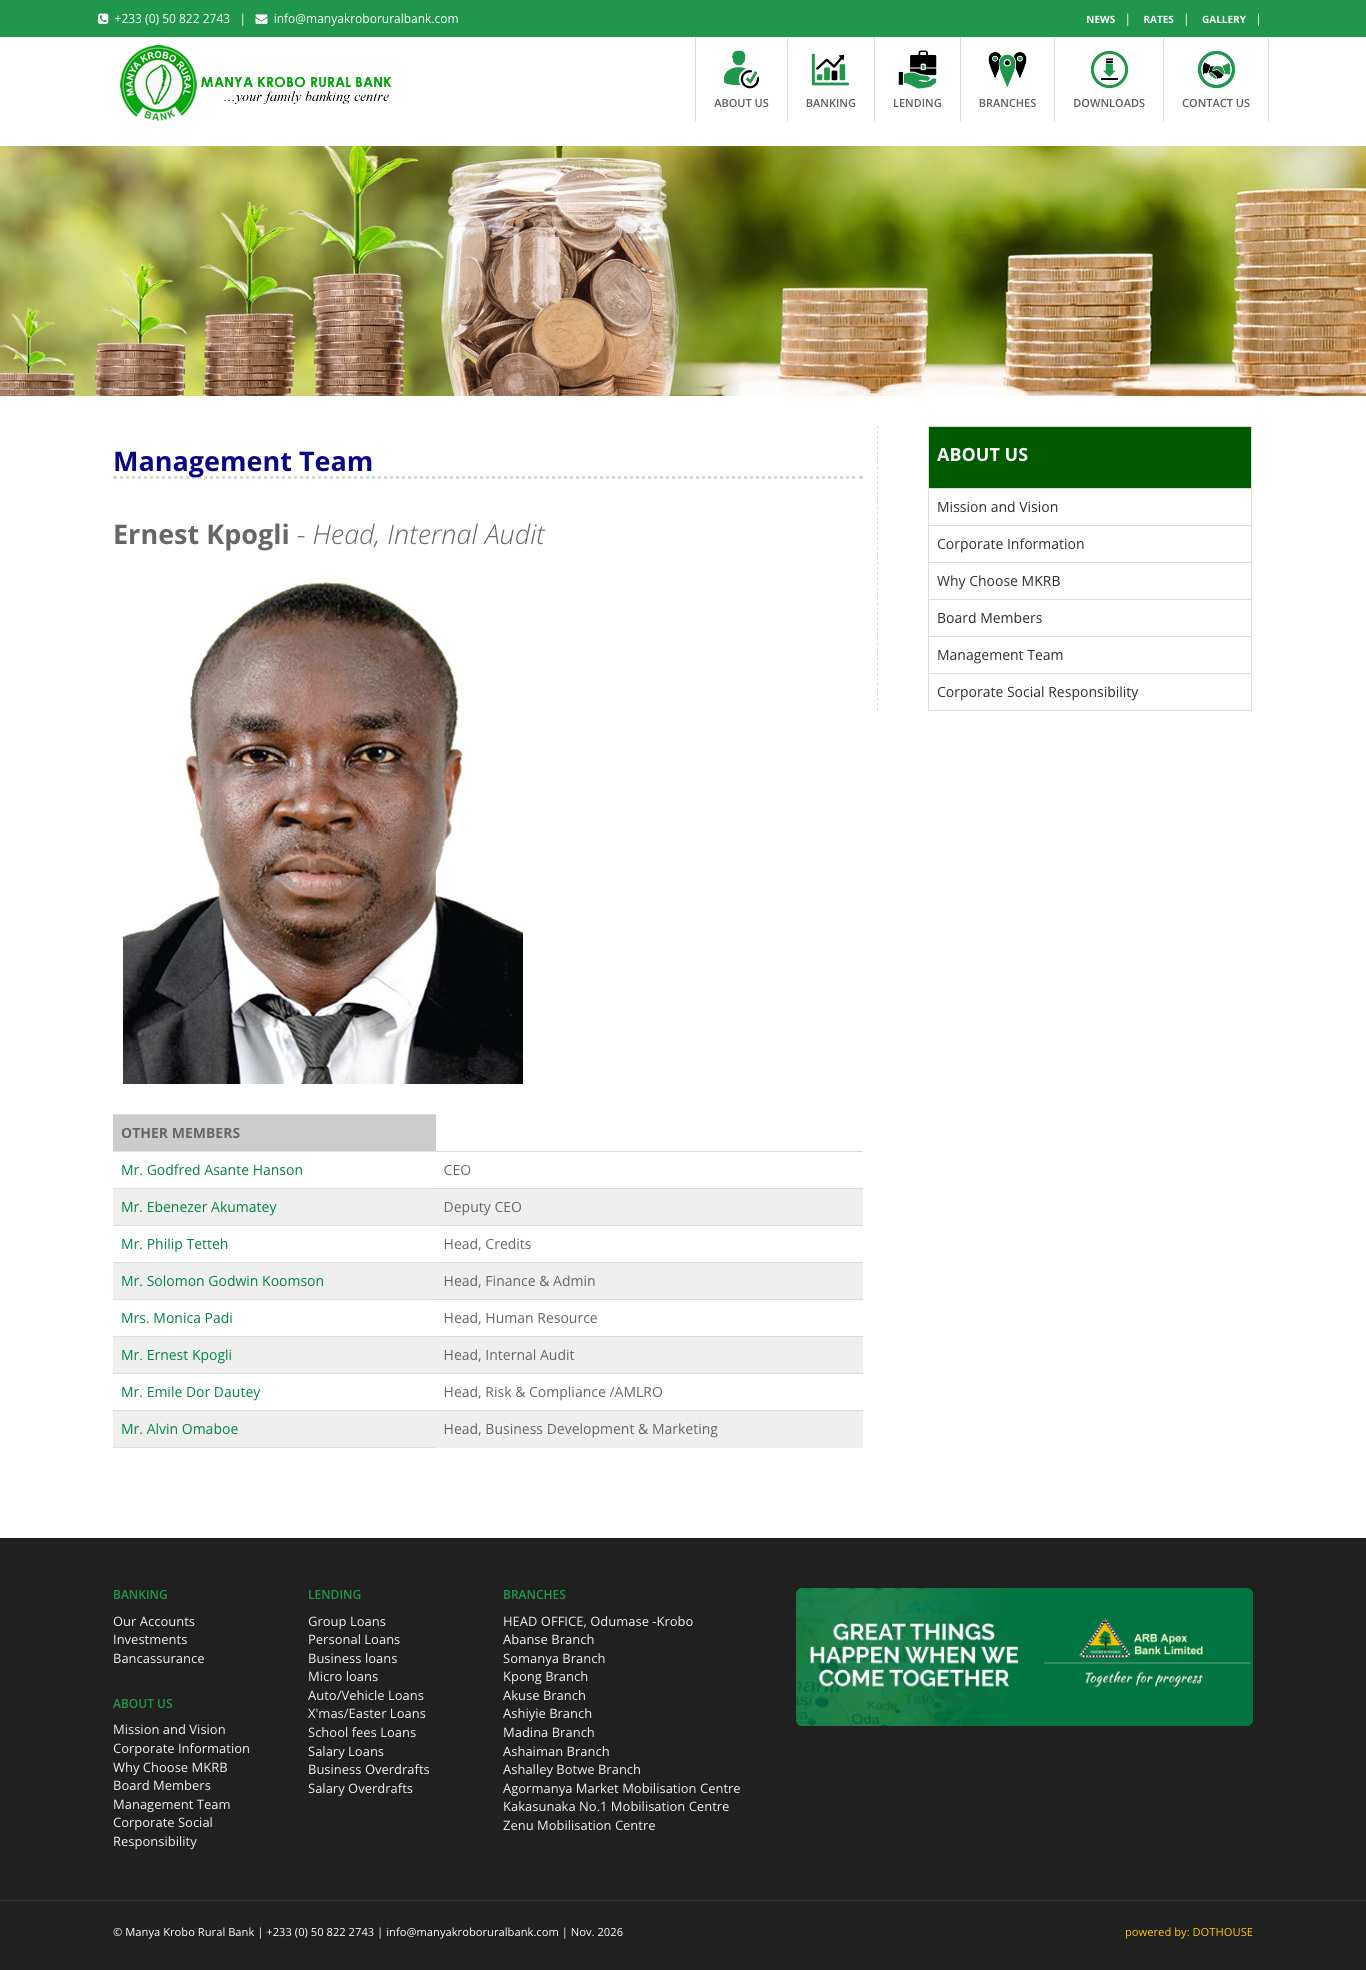 +233 (0) 50 822 2743 | info@manyakroboruralbank.com
NEWS | RATES | GALLERY |
MANYA KROBO RURAL
BANK
MANYA KROBO RURAL BANK
...your family banking centre
ABOUT US
BANKING
LENDING
BRANCHES
DOWNLOADS
CONTACT US
Management Team
Ernest Kpogli - Head, Internal Audit
ABOUT US
Mission and Vision
Corporate Information
Why Choose MKRB
Board Members
Management Team
Corporate Social Responsibility
OTHER MEMBERS
Mr. Godfred Asante Hanson CEO
Mr. Ebenezer Akumatey Deputy CEO
Mr. Philip Tetteh Head, Credits
Mr. Solomon Godwin Koomson Head, Finance & Admin
Mrs. Monica Padi Head, Human Resource
Mr. Ernest Kpogli Head, Internal Audit
Mr. Emile Dor Dautey Head, Risk & Compliance /AMLRO
Mr. Alvin Omaboe Head, Business Development & Marketing
BANKING
Our Accounts
Investments
Bancassurance
ABOUT US
Mission and Vision
Corporate Information
Why Choose MKRB
Board Members
Management Team
Corporate Social
Responsibility
LENDING
Group Loans
Personal Loans
Business loans
Micro loans
Auto/Vehicle Loans
X'mas/Easter Loans
School fees Loans
Salary Loans
Business Overdrafts
Salary Overdrafts
BRANCHES
HEAD OFFICE, Odumase -Krobo
Abanse Branch
Somanya Branch
Kpong Branch
Akuse Branch
Ashiyie Branch
Madina Branch
Ashaiman Branch
Ashalley Botwe Branch
Agormanya Market Mobilisation Centre
Kakasunaka No.1 Mobilisation Centre
Zenu Mobilisation Centre
LAKE
GREAT THINGS
HAPPEN WHEN WE
COME TOGETHER
Oda
ARB Apex
Bank Limited
Together for progress
© Manya Krobo Rural Bank | +233 (0) 50 822 2743 | info@manyakroboruralbank.com | Nov. 2026
powered by: DOTHOUSE